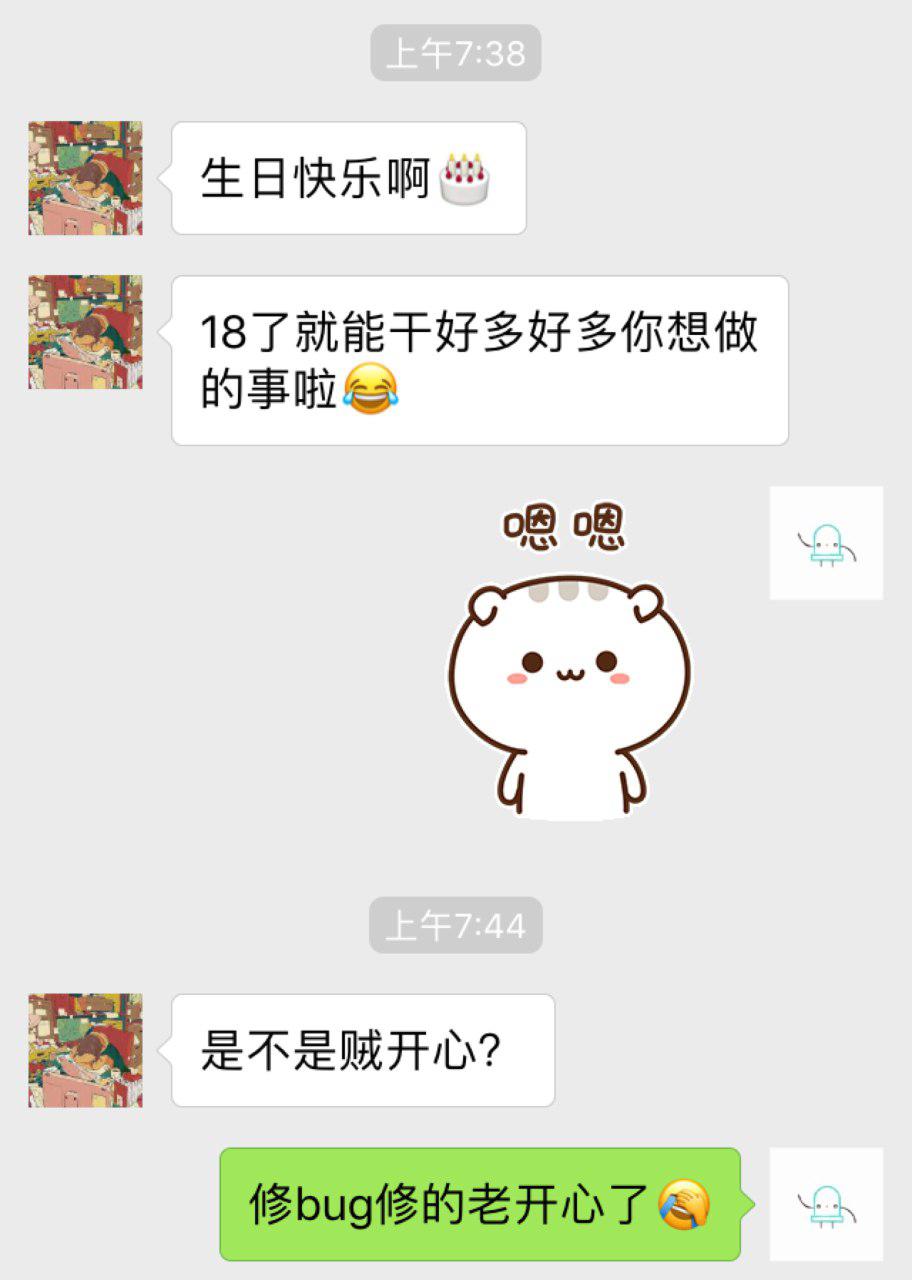 上午7:38
生日快乐啊🎂
18了就能干好多好多你想做
的事啦😂
嗯嗯
上午7:44
是不是贼开心?
修bug修的老开心了🤦